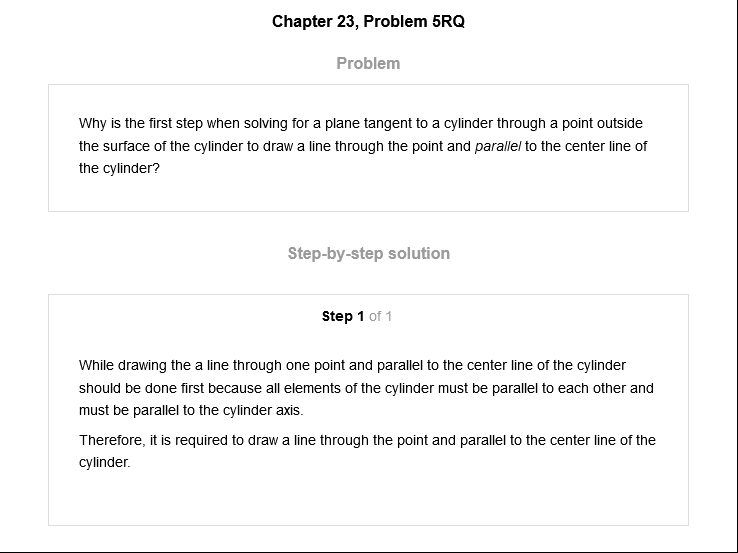 Chapter 23, Problem 5RQ
Problem
Why is the first step when solving for a plane tangent to a cylinder through a point outside
the surface of the cylinder to draw a line through the point and parallel to the center line of
the cylinder?
Step-by-step solution
Step 1 of 1
While drawing the a line through one point and parallel to the center line of the cylinder
should be done first because all elements of the cylinder must be parallel to each other and
must be parallel to the cylinder axis.
Therefore, it is required to draw a line through the point and parallel to the center line of the
cylinder.